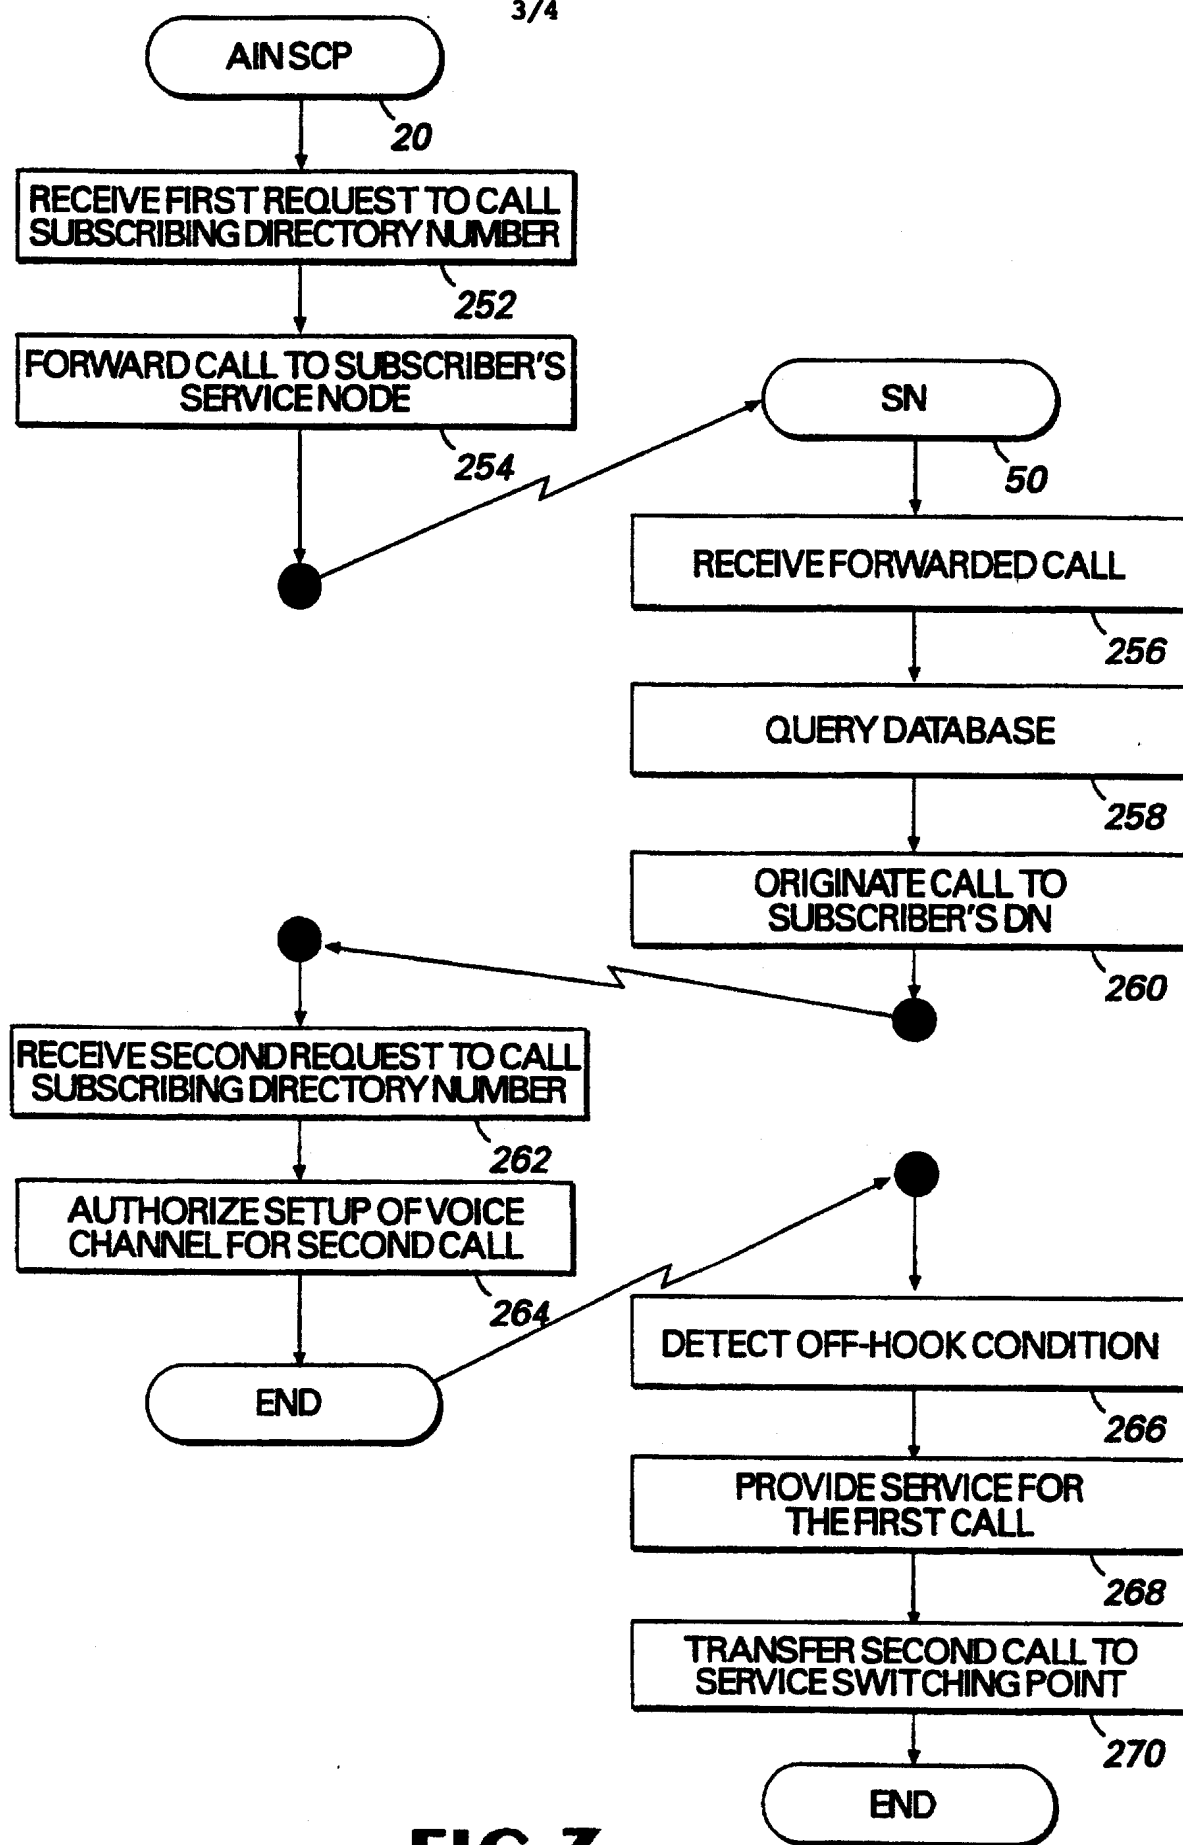 3/4
AIN SCP
20
RECEIVE FIRST REQUEST TO CALL
SUBSCRIBING DIRECTORY NUMBER
252
FORWARD CALL TO SUBSCRIBER'S
SERVICE NODE
254
SN
50
RECEIVE FORWARDED CALL
256
QUERY DATABASE
258
ORIGINATE CALL TO
SUBSCRIBER'S DN
260
RECEIVE SECOND REQUEST TO CALL
SUBSCRIBING DIRECTORY NUMBER
262
AUTHORIZE SETUP OF VOICE
CHANNEL FOR SECOND CALL
264
END
DETECT OFF-HOOK CONDITION
266
PROVIDE SERVICE FOR
THE FIRST CALL
268
TRANSFER SECOND CALL TO
SERVICE SWITCHING POINT
270
END